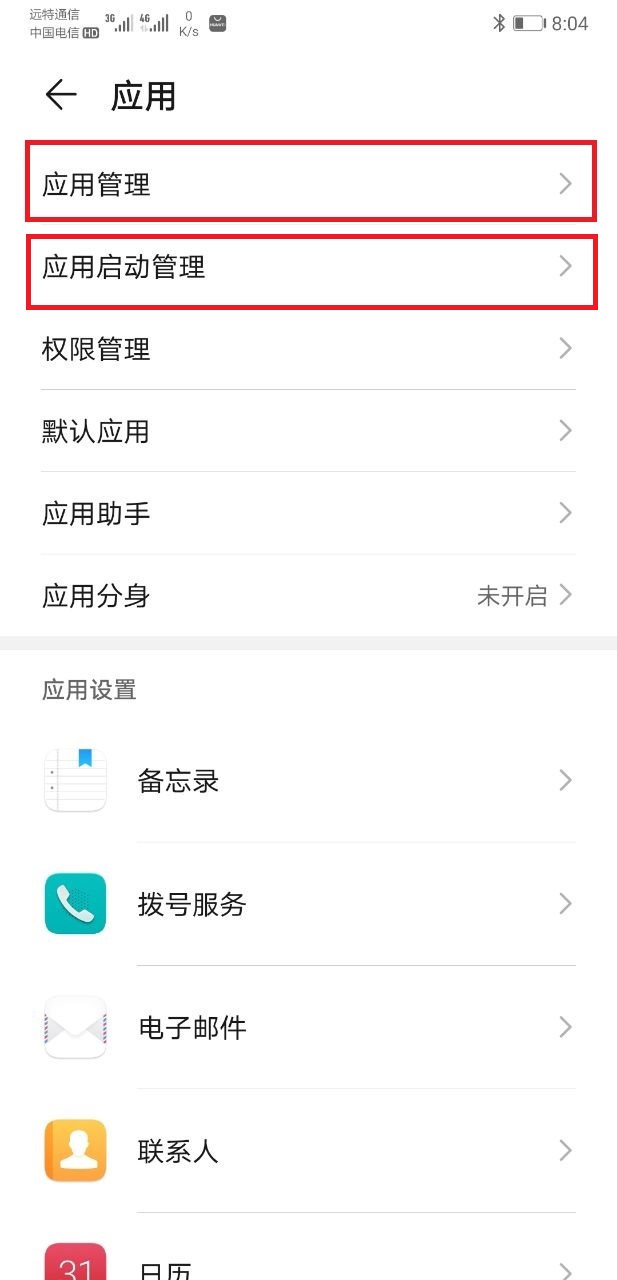 远特通信
中国电信 HD
3G
4G
0
K/s
HUAWEI
8:04
应用
应用管理
应用启动管理
权限管理
默认应用
应用助手
应用分身 未开启
应用设置
备忘录
拨号服务
电子邮件
联系人
31 日历